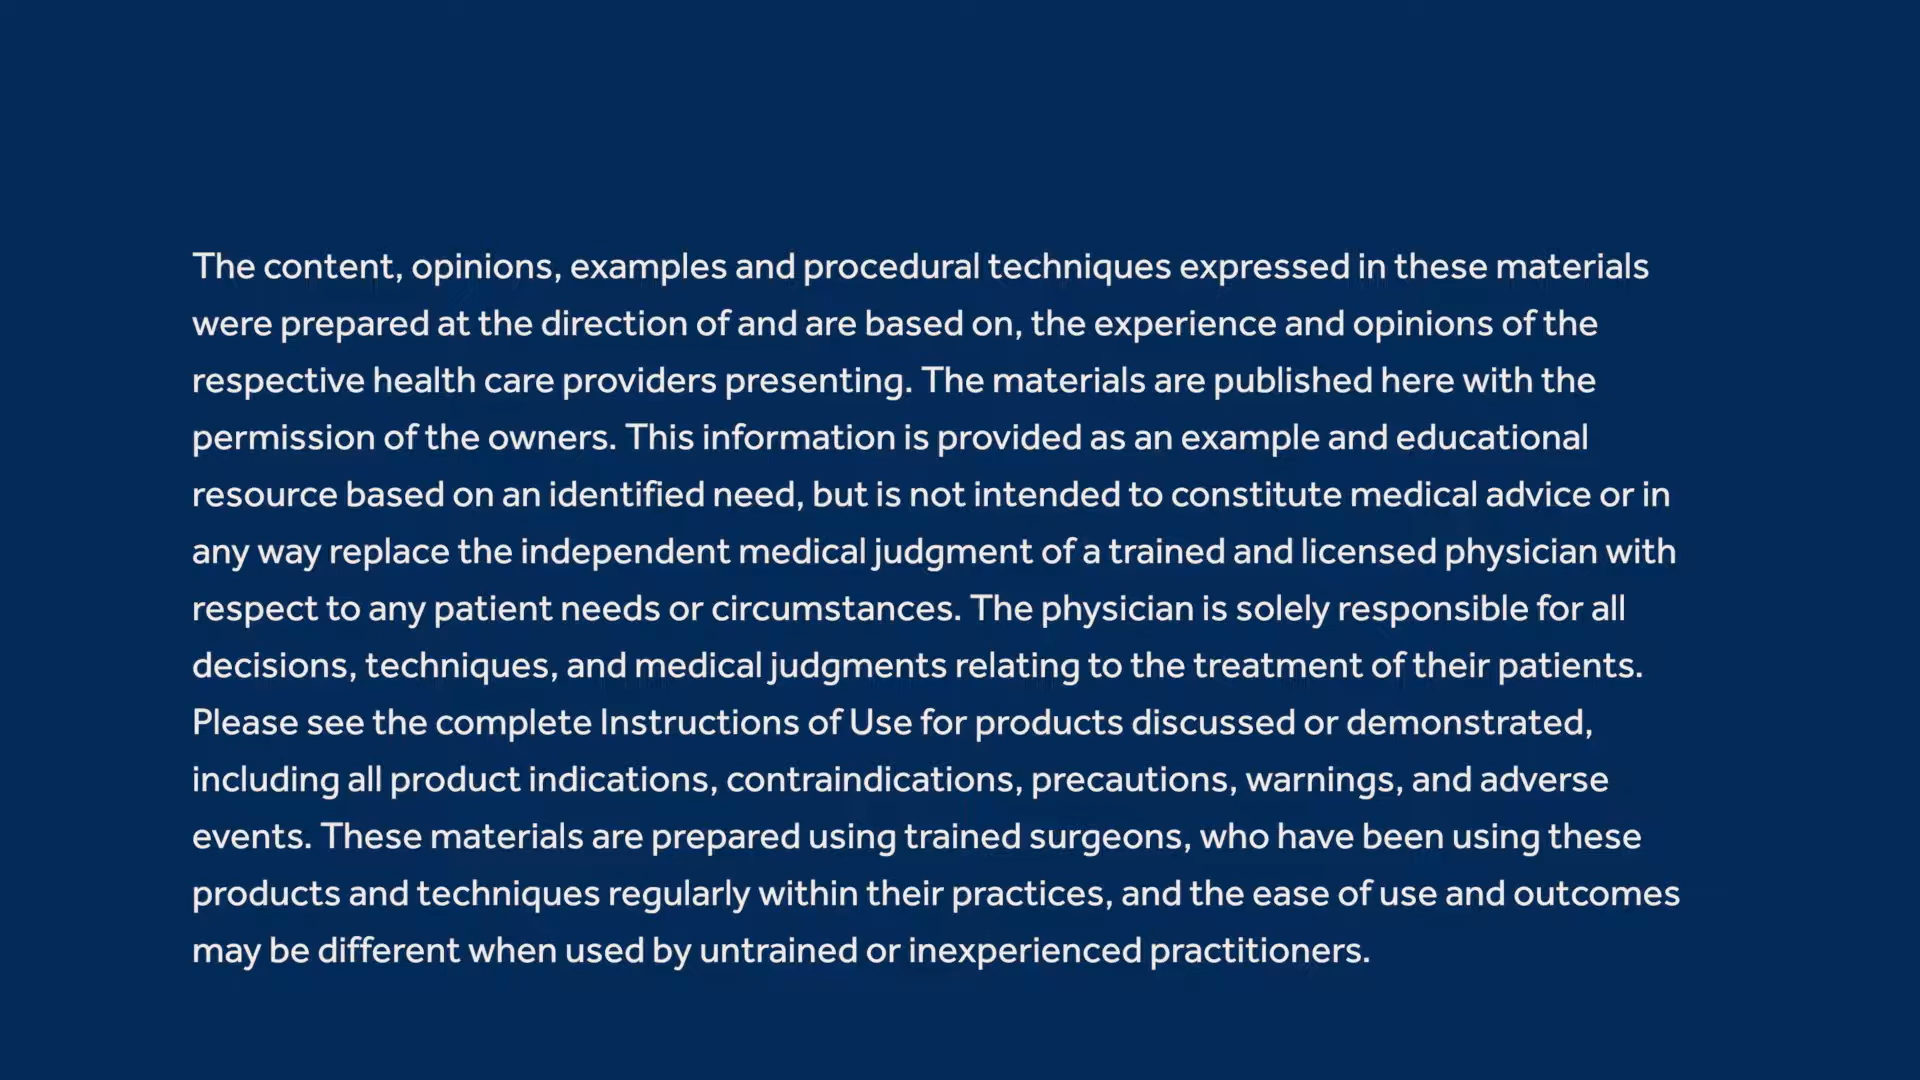 The content, opinions, examples and procedural techniques expressed in these materials
were prepared at the direction of and are based on, the experience and opinions of the
respective health care providers presenting. The materials are published here with the
permission of the owners. This information is provided as an example and educational
resource based on an identified need, but is not intended to constitute medical advice or in
any way replace the independent medical judgment of a trained and licensed physician with
respect to any patient needs or circumstances. The physician is solely responsible for all
decisions, techniques, and medical judgments relating to the treatment of their patients.
Please see the complete Instructions of Use for products discussed or demonstrated,
including all product indications, contraindications, precautions, warnings, and adverse
events. These materials are prepared using trained surgeons, who have been using these
products and techniques regularly within their practices, and the ease of use and outcomes
may be different when used by untrained or inexperienced practitioners.